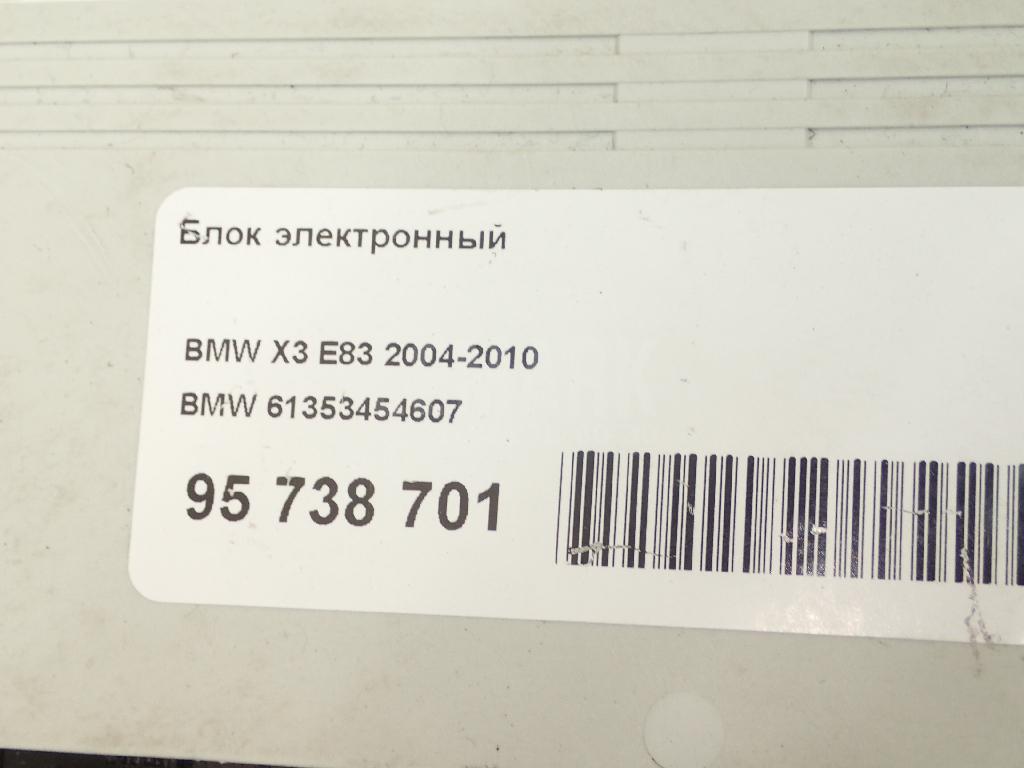 Блок электронный
BMW X3 E83 2004-2010
BMW 61353454607
95 738 701